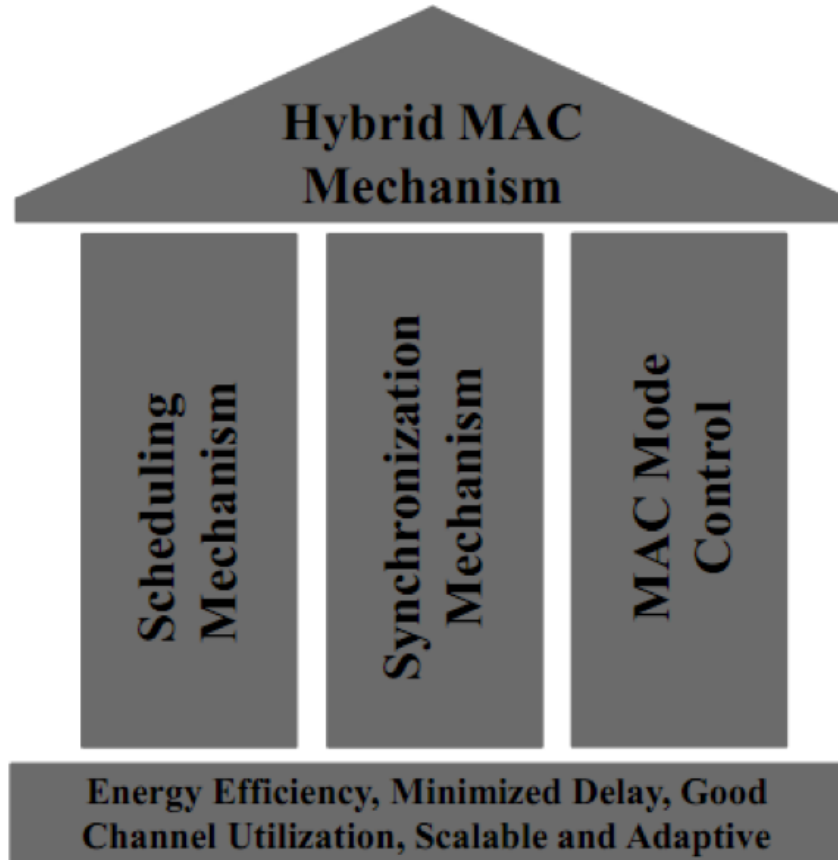 Hybrid MAC
Mechanism
Scheduling
Mechanism
Synchronization
Mechanism
MAC Mode
Control
Energy Efficiency, Minimized Delay, Good
Channel Utilization, Scalable and Adaptive